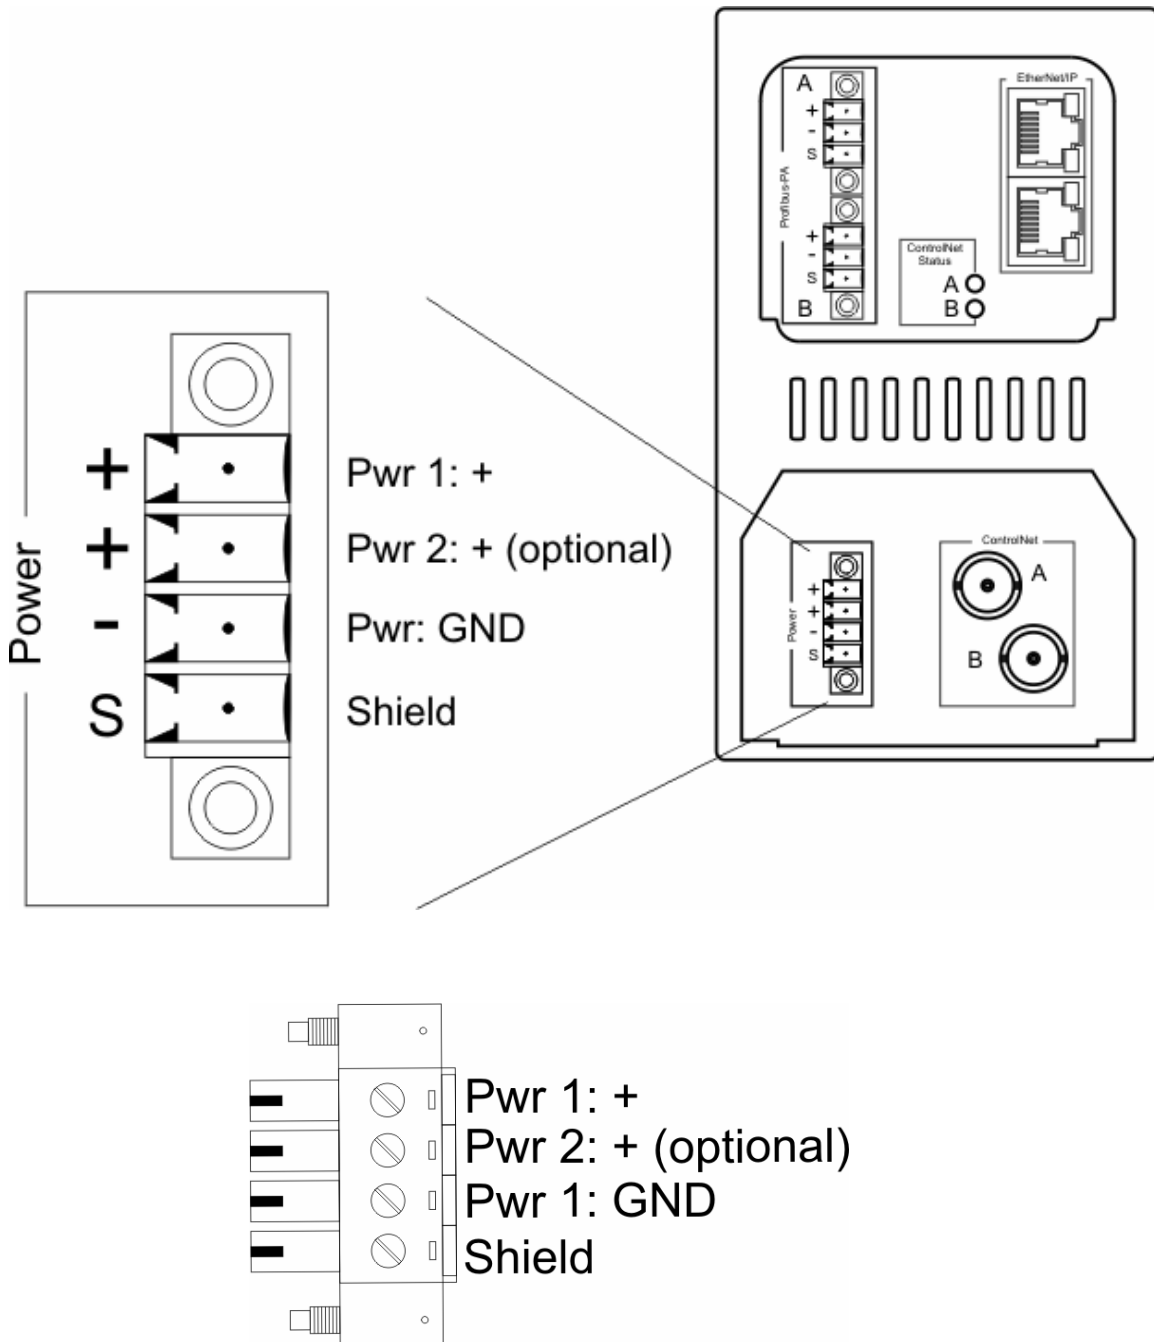 A
+
-
S
Profibus-PA
+
-
S
B
EtherNet/IP
ControlNet
Status
A
B
Power
+
+
-
S
Pwr 1: +
Pwr 2: + (optional)
Pwr: GND
Shield
Power
+
+
-
S
ControlNet
A
B
Pwr 1: +
Pwr 2: + (optional)
Pwr 1: GND
Shield